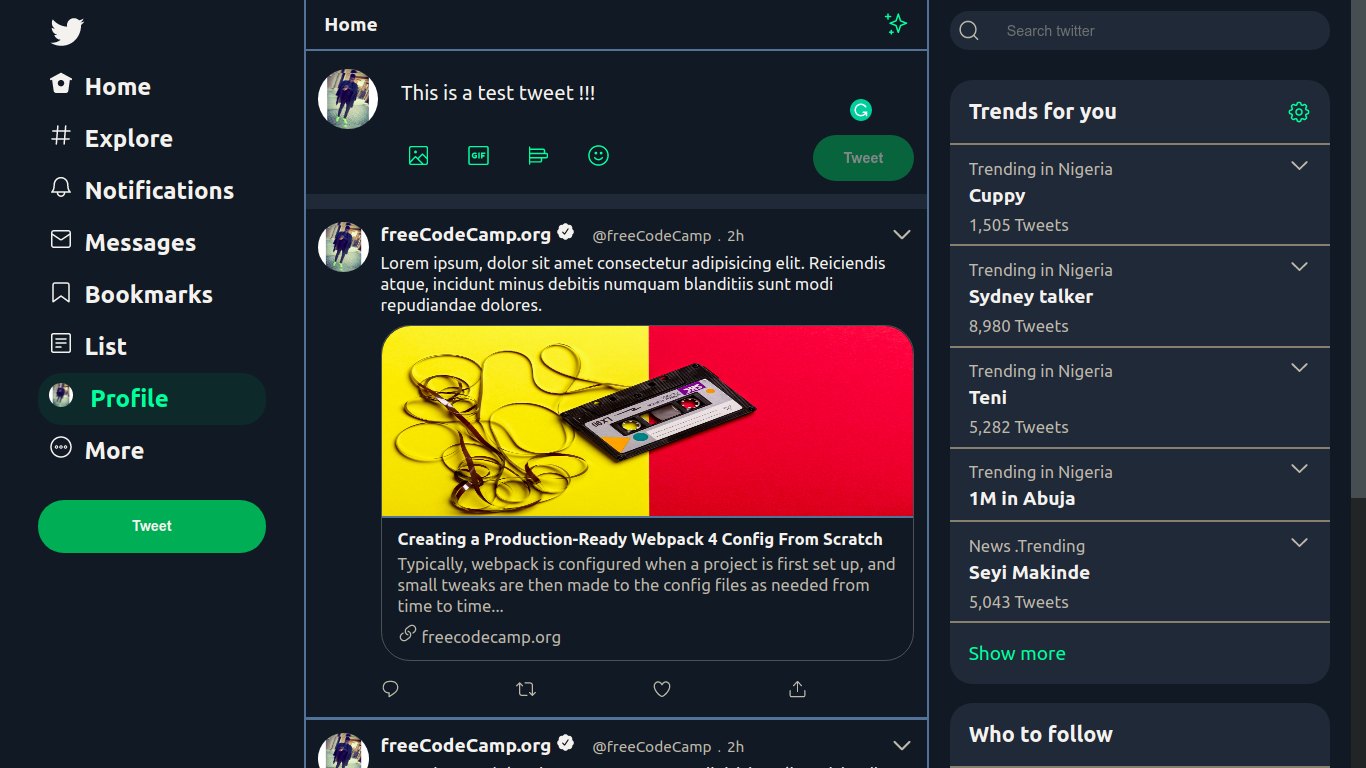 Home
Explore
Notifications
Messages
Bookmarks
List
Profile
More
Tweet
Home
This is a test tweet !!!
GIF
Tweet
freeCodeCamp.org @freeCodeCamp . 2h
Lorem ipsum, dolor sit amet consectetur adipisicing elit. Reiciendis
atque, incidunt minus debitis numquam blanditiis sunt modi
repudiandae dolores.
Creating a Production-Ready Webpack 4 Config From Scratch
Typically, webpack is configured when a project is first set up, and
small tweaks are then made to the config files as needed from
time to time...
freecodecamp.org
freeCodeCamp.org @freeCodeCamp . 2h
Search twitter
Trends for you
Trending in Nigeria
Cuppy
1,505 Tweets
Trending in Nigeria
Sydney talker
8,980 Tweets
Trending in Nigeria
Teni
5,282 Tweets
Trending in Nigeria
1M in Abuja
News .Trending
Seyi Makinde
5,043 Tweets
Show more
Who to follow